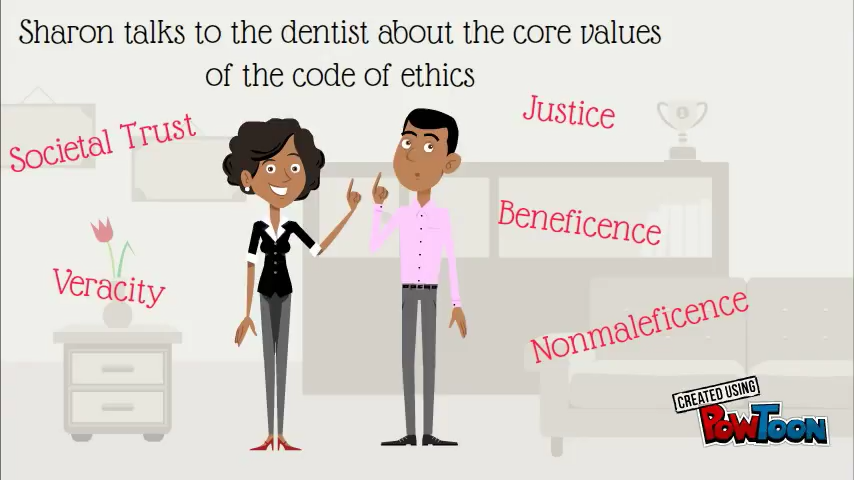 Sharon talks to the dentist about the core values
of the code of ethics
Societal Trust
Justice
Beneficence
Veracity
Nonmaleficence
CREATED USING
POWTOON